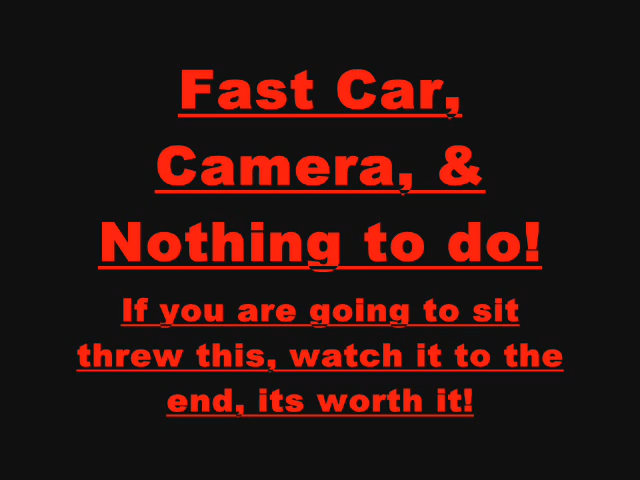 Fast Car,
Camera, &
Nothing to do!
If you are going to sit
threw this, watch it to the
end, its worth it!